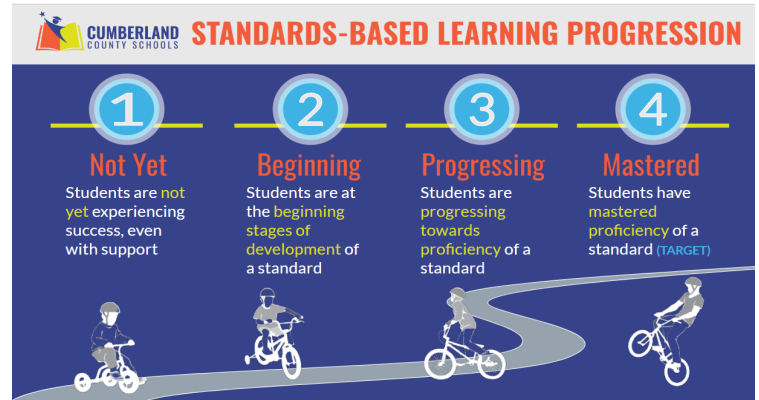 CUMBERLAND
COUNTY SCHOOLS
STANDARDS-BASED LEARNING PROGRESSION
1
Not Yet
Students are not
yet experiencing
success, even
with support
2
Beginning
Students are at
the beginning
stages of
development of
a standard
3
Progressing
Students are
progressing
towards
proficiency of a
standard
4
Mastered
Students have
mastered
proficiency of a
standard (TARGET)